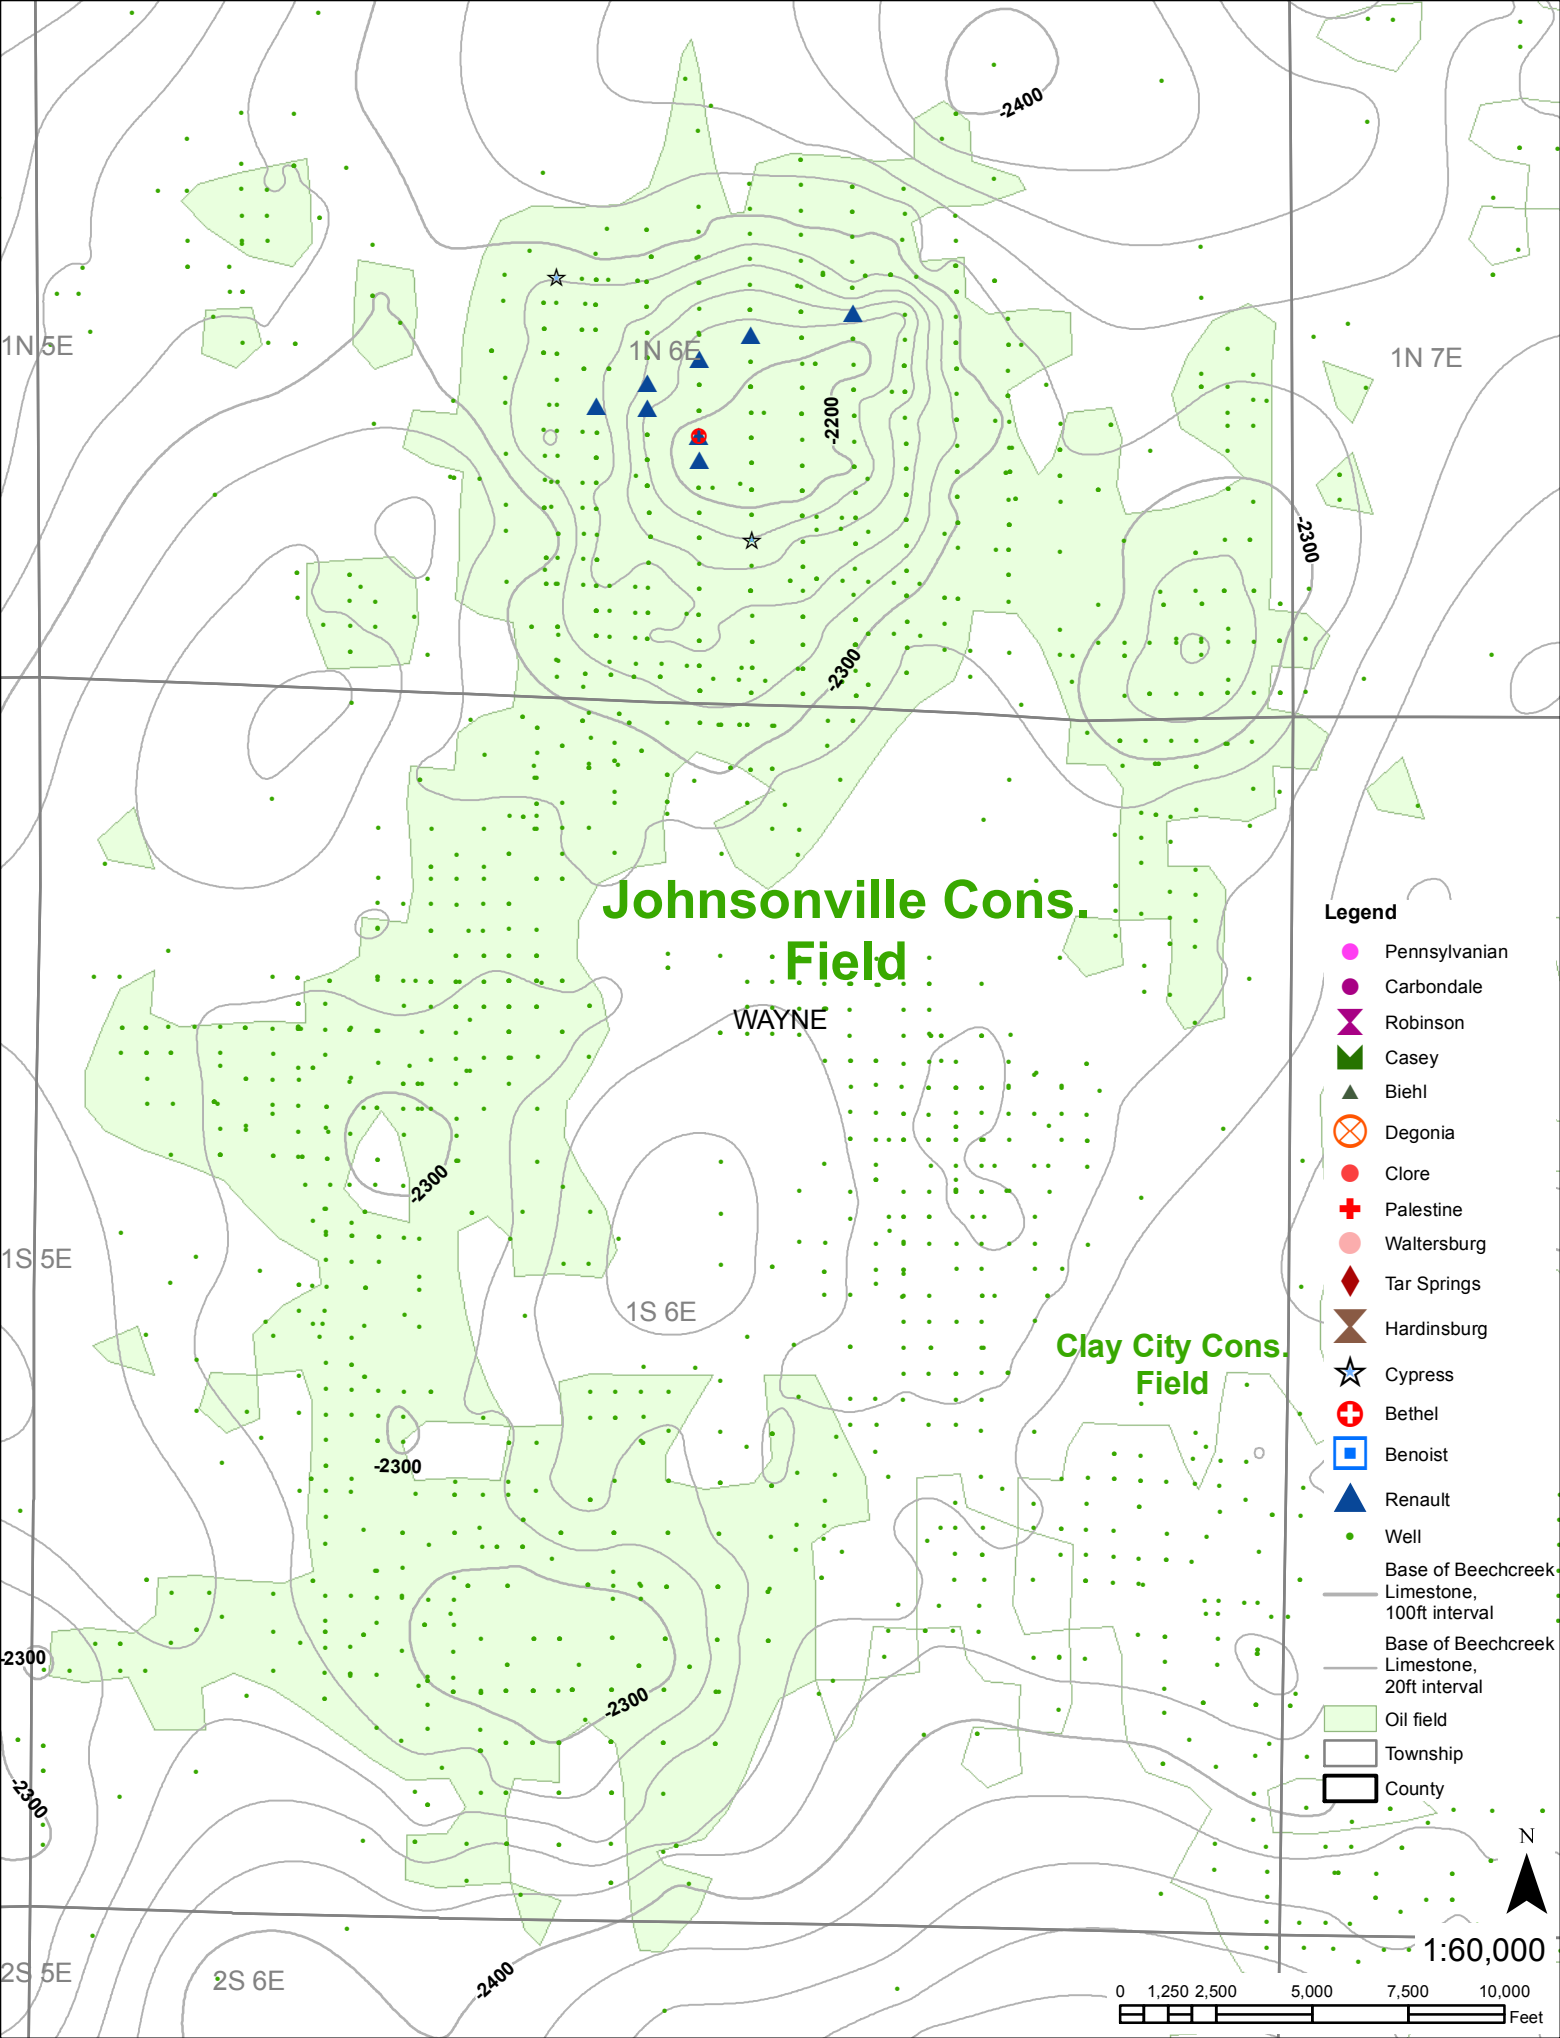 -2400
1N 5E
1N 6E
1N 7E
-2200
-2300
-2300
Johnsonville Cons.
Field
WAYNE
-2300
1S 5E
1S 6E
Clay City Cons.
Field
-2300
-2300
-2300
-2300
2S 5E
2S 6E
-2400
Legend
Pennsylvanian
Carbondale
Robinson
Casey
Biehl
Degonia
Clore
Palestine
Waltersburg
Tar Springs
Hardinsburg
Cypress
Bethel
Benoist
Renault
Well
Base of Beechcreek
Limestone,
100ft interval
Base of Beechcreek
Limestone,
20ft interval
Oil field
Township
County
N
1:60,000
0 1,250 2,500 5,000 7,500 10,000
Feet